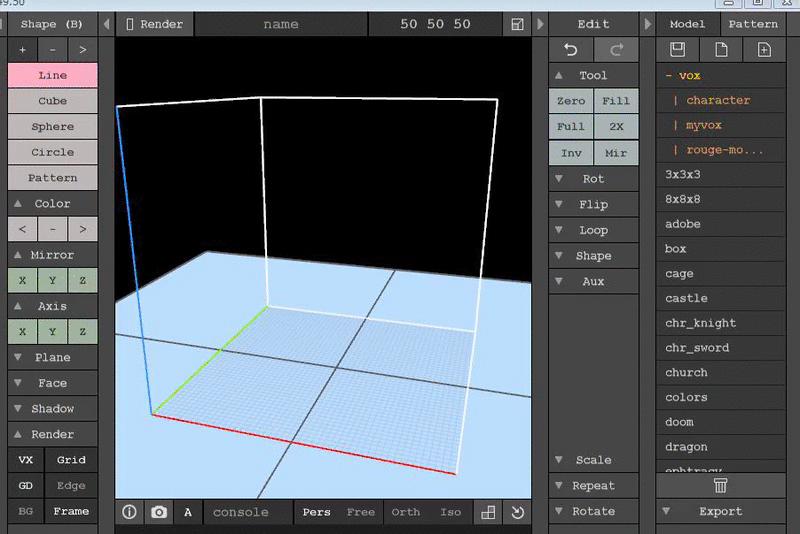 49.50
Shape (B)
+ - >
Line
Cube
Sphere
Circle
Pattern
Color
< - >
Mirror
X Y Z
Axis
X Y Z
Plane
Face
Shadow
Render
VX Grid
GD Edge
BG Frame
Render name 50 50 50
A console Pers Free Orth Iso
Edit
Tool
Zero Fill
Full 2X
Inv Mir
Rot
Flip
Loop
Shape
Aux
Scale
Repeat
Rotate
Model Pattern
- vox
| character
| myvox
| rouge-mo...
3x3x3
8x8x8
adobe
box
cage
castle
chr_knight
chr_sword
church
colors
doom
dragon
ephtracy
Export